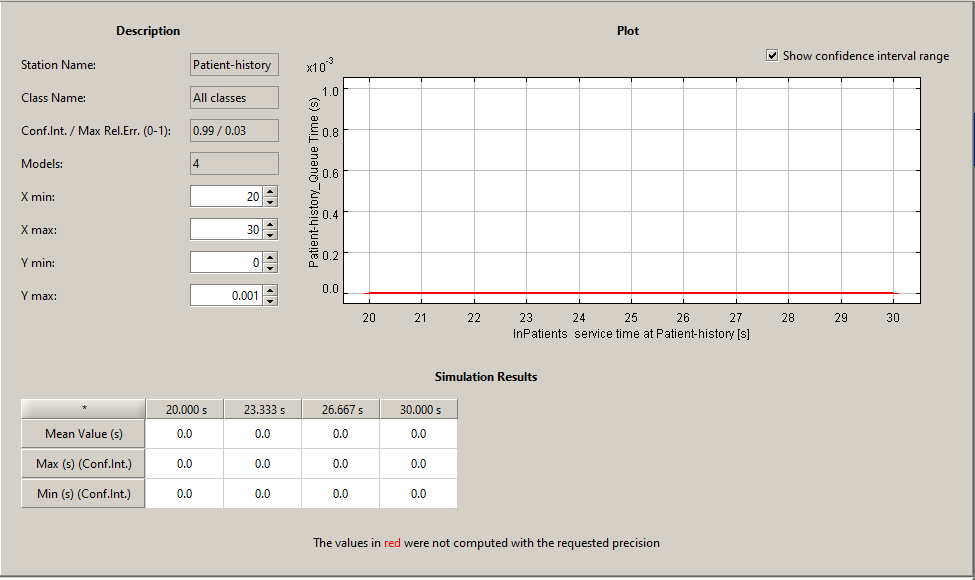 Description
Station Name: Patient-history
Class Name: All classes
Conf.Int. / Max Rel.Err. (0-1): 0.99 / 0.03
Models: 4
X min: 20
X max: 30
Y min: 0
Y max: 0.001
Plot
Show confidence interval range
x10-3
Patient-history_Queue Time (s)
1.0
0.8
0.6
0.4
0.2
0.0
20 21 22 23 24 25 26 27 28 29 30
InPatients service time at Patient-history [s]
Simulation Results
* 20.000 s 23.333 s 26.667 s 30.000 s
Mean Value (s) 0.0 0.0 0.0 0.0
Max (s) (Conf.Int.) 0.0 0.0 0.0 0.0
Min (s) (Conf.Int.) 0.0 0.0 0.0 0.0
The values in red were not computed with the requested precision